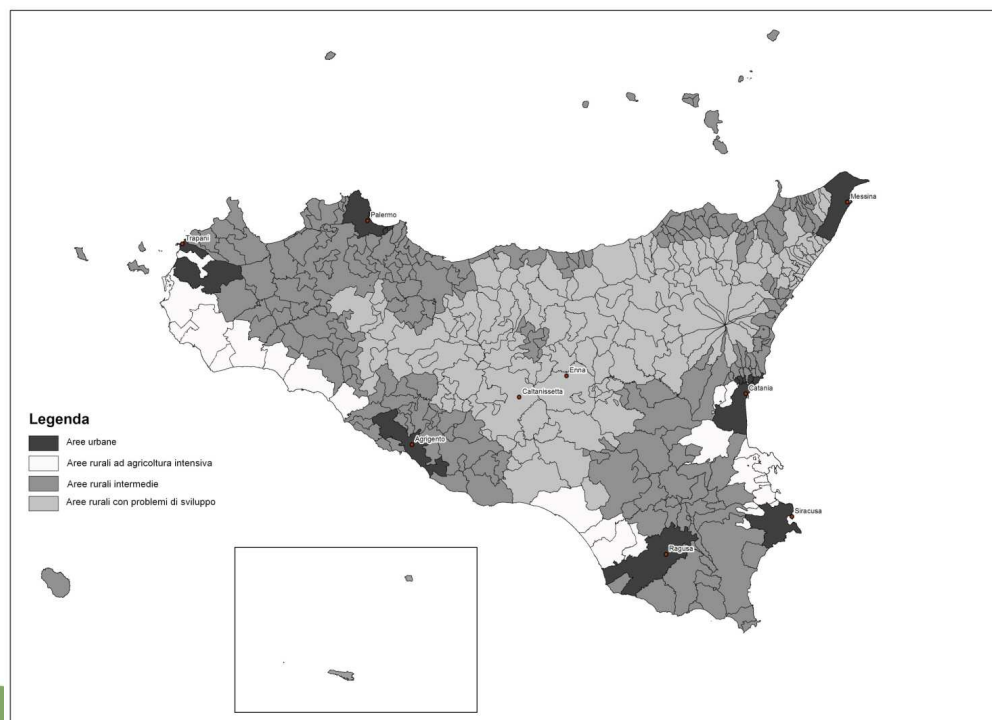 Messina
Palermo
Trapani
Enna
Caltanissetta
Catania
Legenda
Aree urbane
Agrigento
Aree rurali ad agricoltura intensiva
Aree rurali intermedie
Aree rurali con problemi di sviluppo
Siracusa
Ragusa